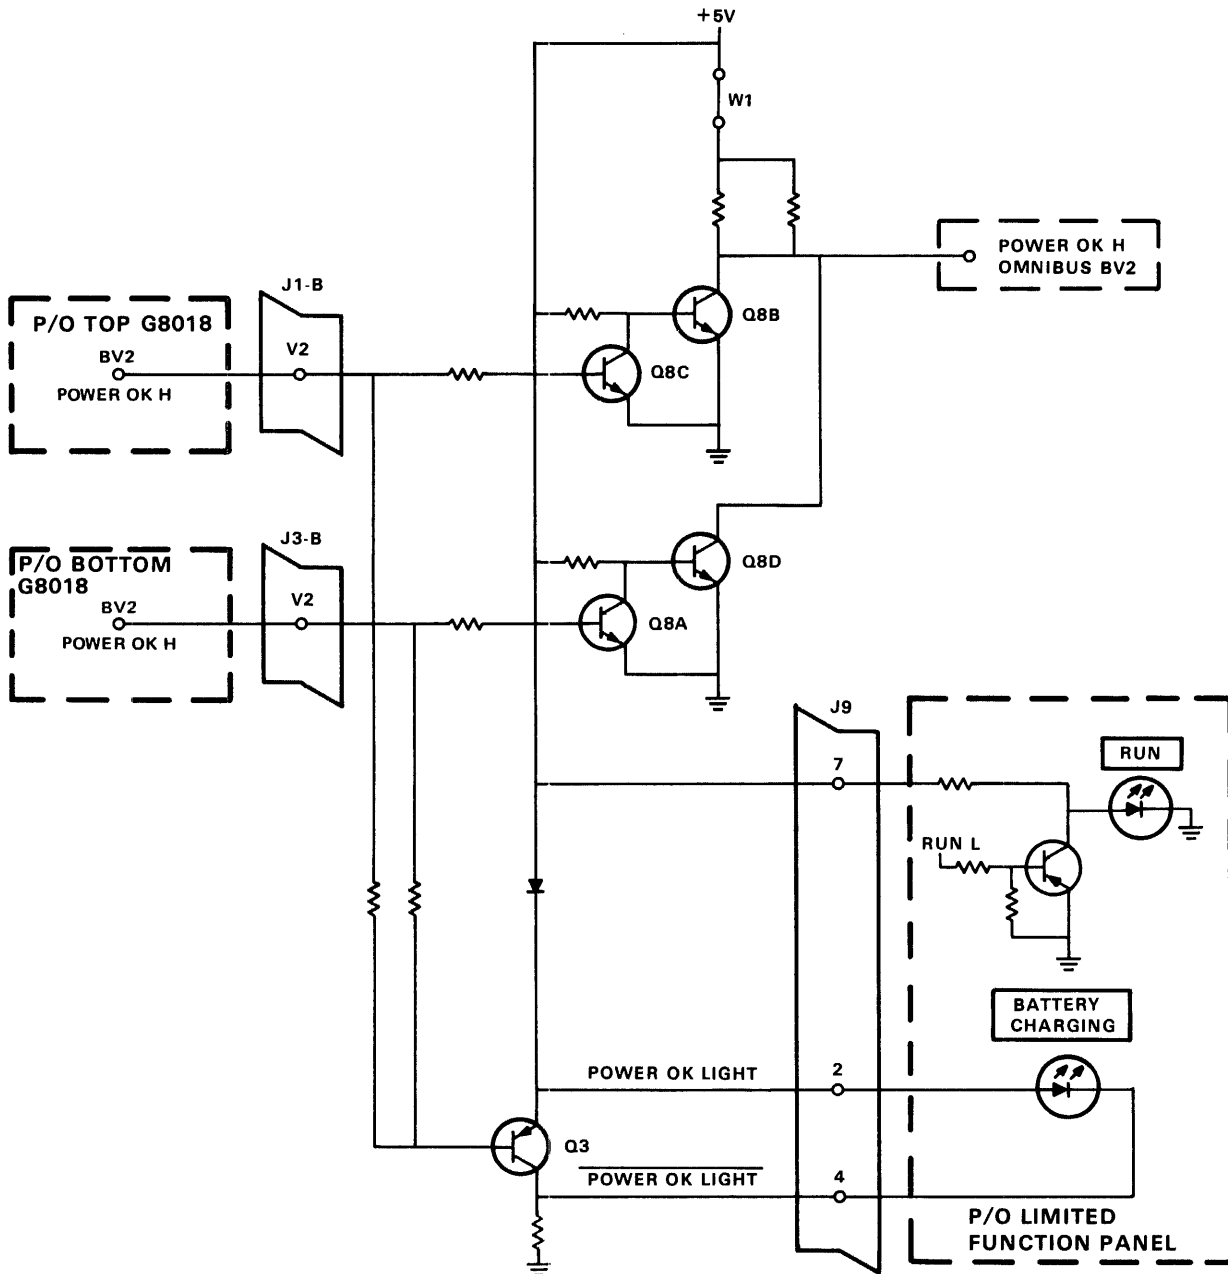 +5V
W1
POWER OK H
OMNIBUS BV2
J1-B
P/O TOP G8018
BV2
V2
POWER OK H
Q8B
Q8C
J3-B
P/O BOTTOM
G8018
BV2
V2
POWER OK H
Q8D
Q8A
J9
7
RUN
RUN L
BATTERY
CHARGING
POWER OK LIGHT
2
Q3
POWER OK LIGHT
4
P/O LIMITED
FUNCTION PANEL